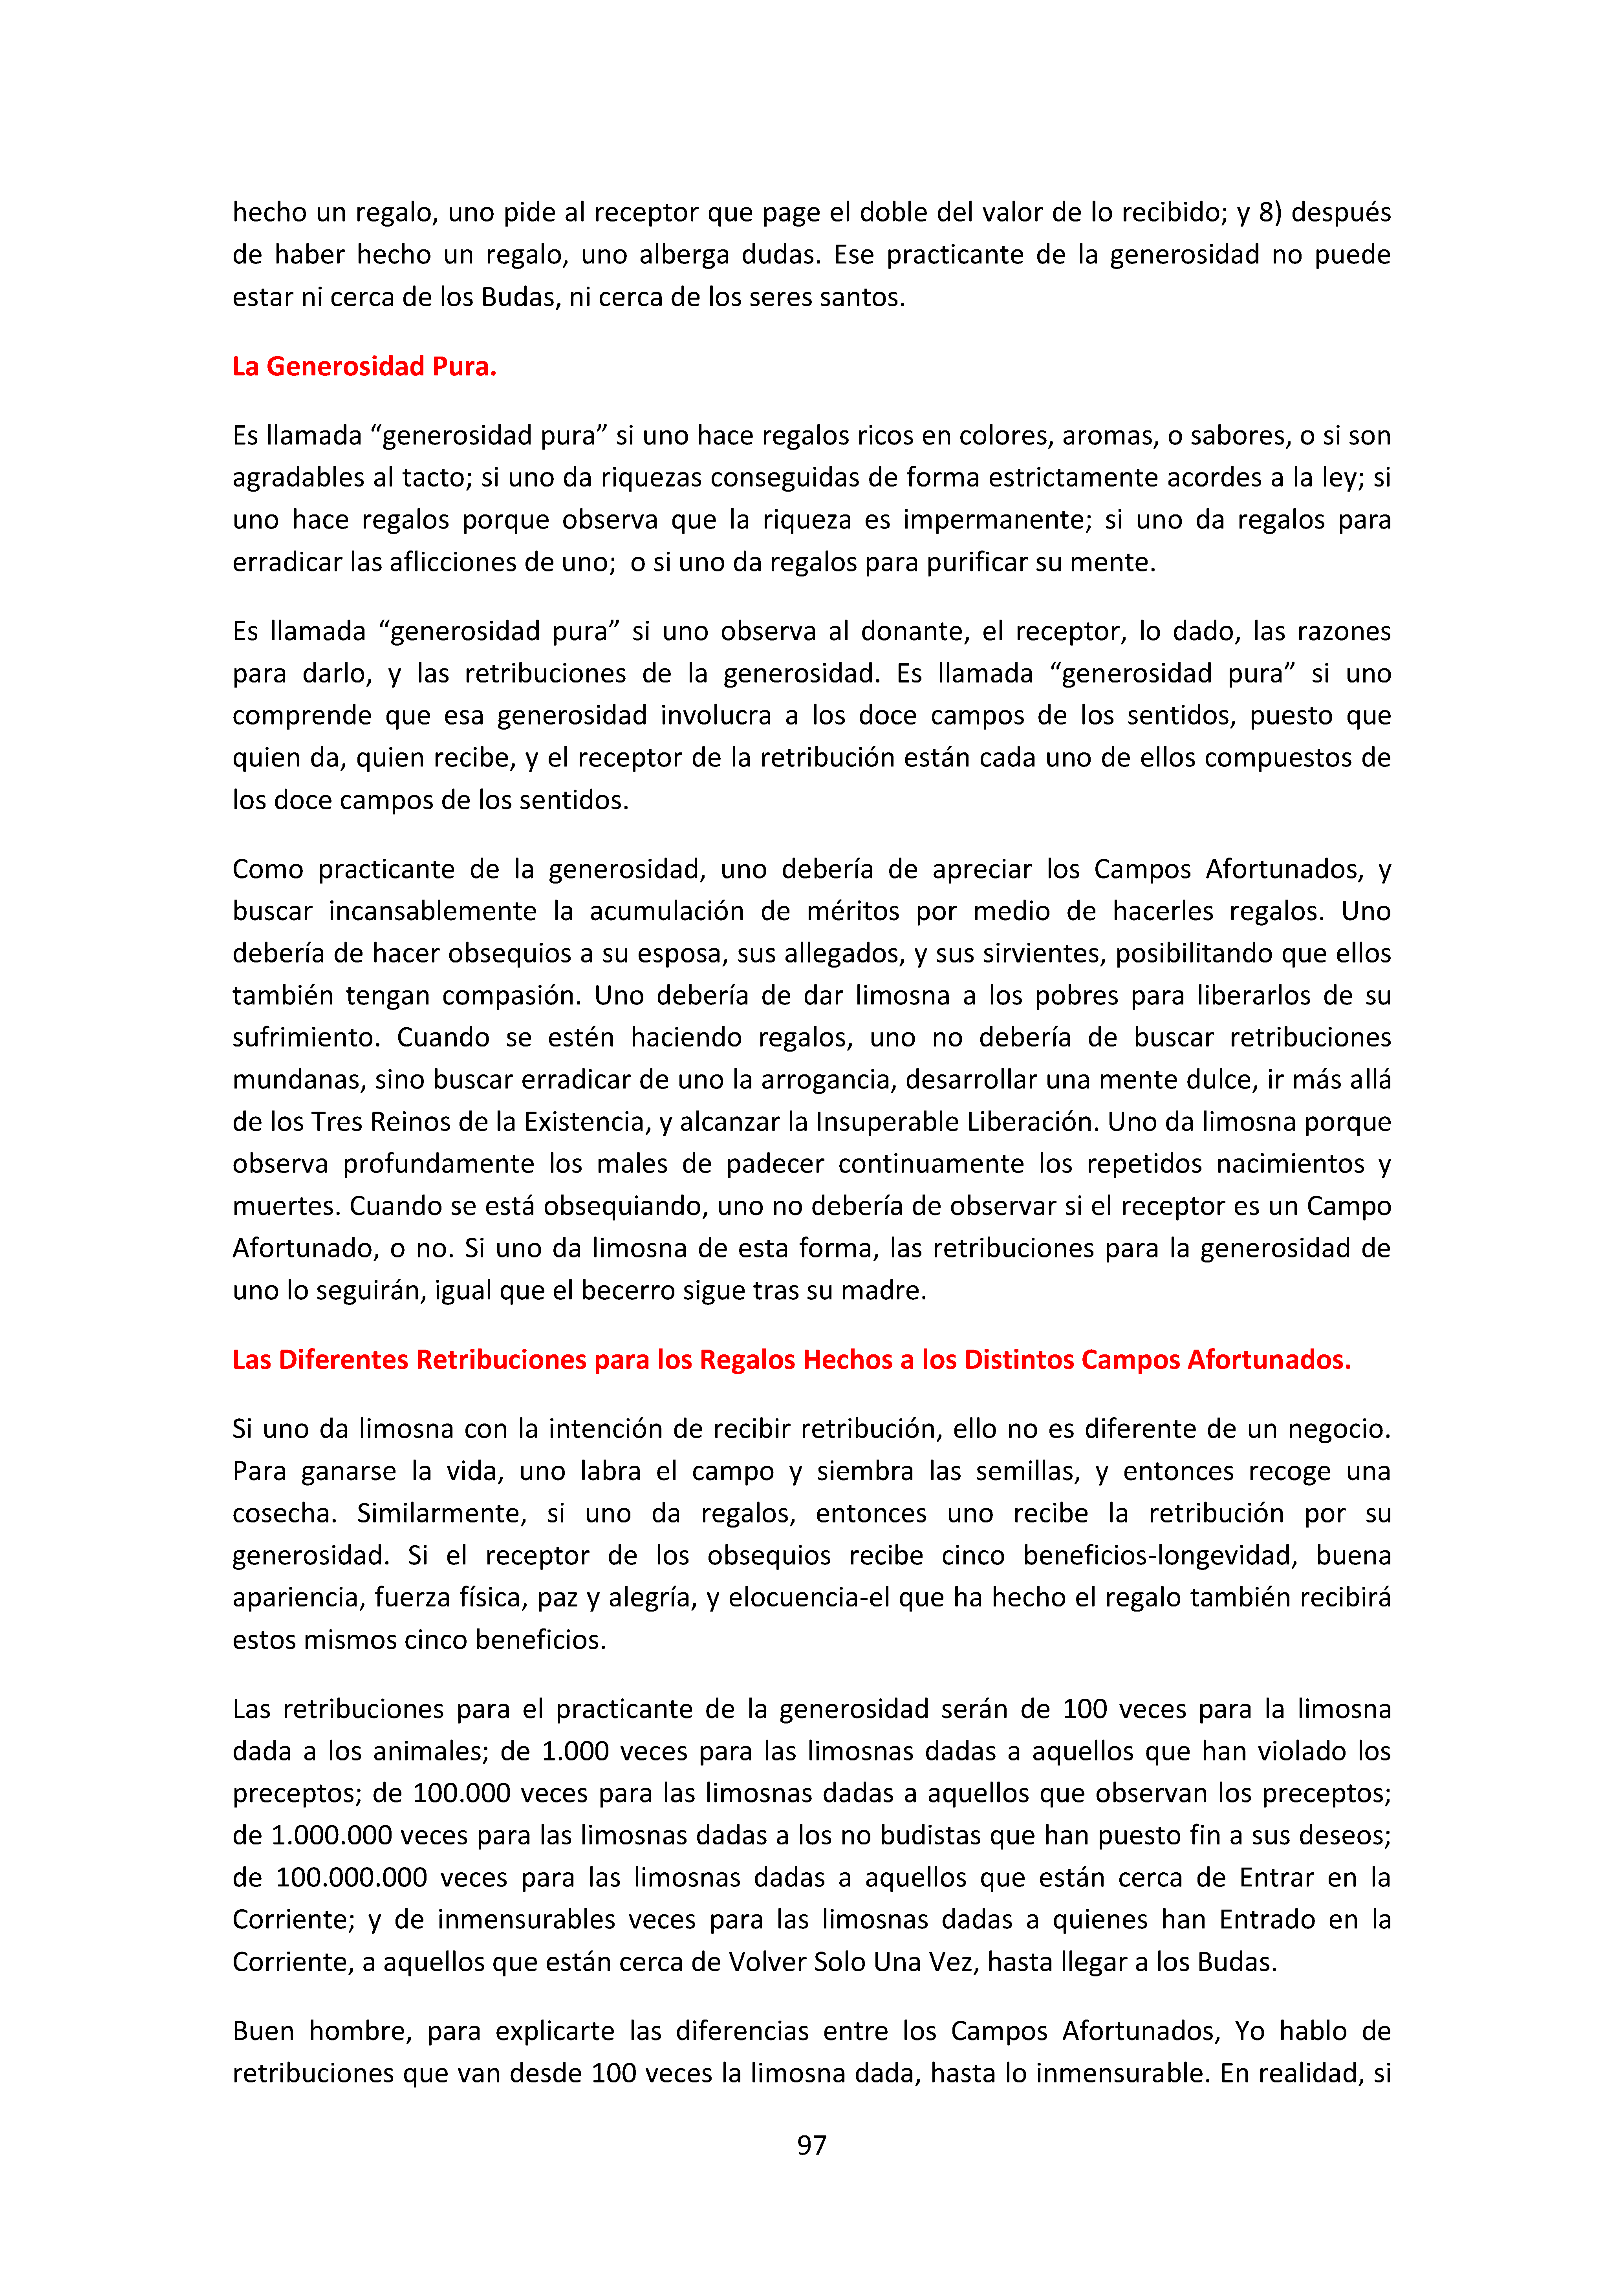 hecho un regalo, uno pide al receptor que page el doble del valor de lo recibido; y 8) después
de haber hecho un regalo, uno alberga dudas. Ese practicante de la generosidad no puede
estar ni cerca de los Budas, ni cerca de los seres santos.
La Generosidad Pura.
Es llamada “generosidad pura” si uno hace regalos ricos en colores, aromas, o sabores, o si son
agradables al tacto; si uno da riquezas conseguidas de forma estrictamente acordes a la ley; si
uno hace regalos porque observa que la riqueza es impermanente; si uno da regalos para
erradicar las aflicciones de uno;  o si uno da regalos para purificar su mente.
Es llamada “generosidad pura” si uno observa al donante, el receptor, lo dado, las razones
para darlo, y las retribuciones de la generosidad. Es llamada “generosidad pura” si uno
comprende que esa generosidad involucra a los doce campos de los sentidos, puesto que
quien da, quien recibe, y el receptor de la retribución están cada uno de ellos compuestos de
los doce campos de los sentidos.
Como practicante de la generosidad, uno debería de apreciar los Campos Afortunados, y
buscar incansablemente la acumulación de méritos por medio de hacerles regalos. Uno
debería de hacer obsequios a su esposa, sus allegados, y sus sirvientes, posibilitando que ellos
también tengan compasión. Uno debería de dar limosna a los pobres para liberarlos de su
sufrimiento. Cuando se estén haciendo regalos, uno no debería de buscar retribuciones
mundanas, sino buscar erradicar de uno la arrogancia, desarrollar una mente dulce, ir más allá
de los Tres Reinos de la Existencia, y alcanzar la Insuperable Liberación. Uno da limosna porque
observa profundamente los males de padecer continuamente los repetidos nacimientos y
muertes. Cuando se está obsequiando, uno no debería de observar si el receptor es un Campo
Afortunado, o no. Si uno da limosna de esta forma, las retribuciones para la generosidad de
uno lo seguirán, igual que el becerro sigue tras su madre.
Las Diferentes Retribuciones para los Regalos Hechos a los Distintos Campos Afortunados.
Si uno da limosna con la intención de recibir retribución, ello no es diferente de un negocio.
Para ganarse la vida, uno labra el campo y siembra las semillas, y entonces recoge una
cosecha. Similarmente, si uno da regalos, entonces uno recibe la retribución por su
generosidad. Si el receptor de los obsequios recibe cinco beneficios-longevidad, buena
apariencia, fuerza física, paz y alegría, y elocuencia-el que ha hecho el regalo también recibirá
estos mismos cinco beneficios.
Las retribuciones para el practicante de la generosidad serán de 100 veces para la limosna
dada a los animales; de 1.000 veces para las limosnas dadas a aquellos que han violado los
preceptos; de 100.000 veces para las limosnas dadas a aquellos que observan los preceptos;
de 1.000.000 veces para las limosnas dadas a los no budistas que han puesto fin a sus deseos;
de 100.000.000 veces para las limosnas dadas a aquellos que están cerca de Entrar en la
Corriente; y de inmensurables veces para las limosnas dadas a quienes han Entrado en la
Corriente, a aquellos que están cerca de Volver Solo Una Vez, hasta llegar a los Budas.
Buen hombre, para explicarte las diferencias entre los Campos Afortunados, Yo hablo de
retribuciones que van desde 100 veces la limosna dada, hasta lo inmensurable. En realidad, si
97